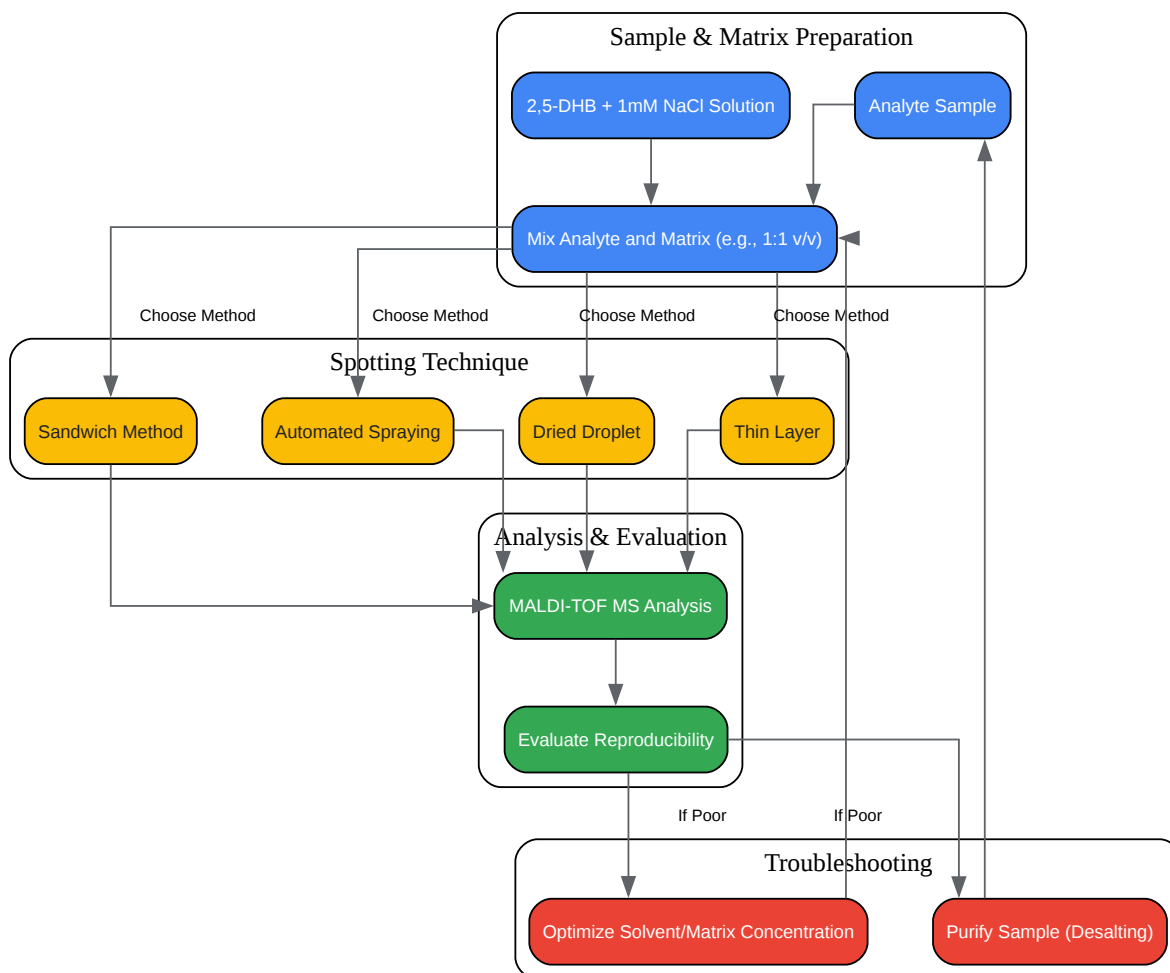 Sample & Matrix Preparation
2,5-DHB + 1mM NaCl Solution
Analyte Sample
Mix Analyte and Matrix (e.g., 1:1 v/v)
Choose Method
Choose Method
Choose Method
Choose Method
Spotting Technique
Sandwich Method
Automated Spraying
Dried Droplet
Thin Layer
Analysis & Evaluation
MALDI-TOF MS Analysis
Evaluate Reproducibility
If Poor
If Poor
Troubleshooting
Optimize Solvent/Matrix Concentration
Purify Sample (Desalting)